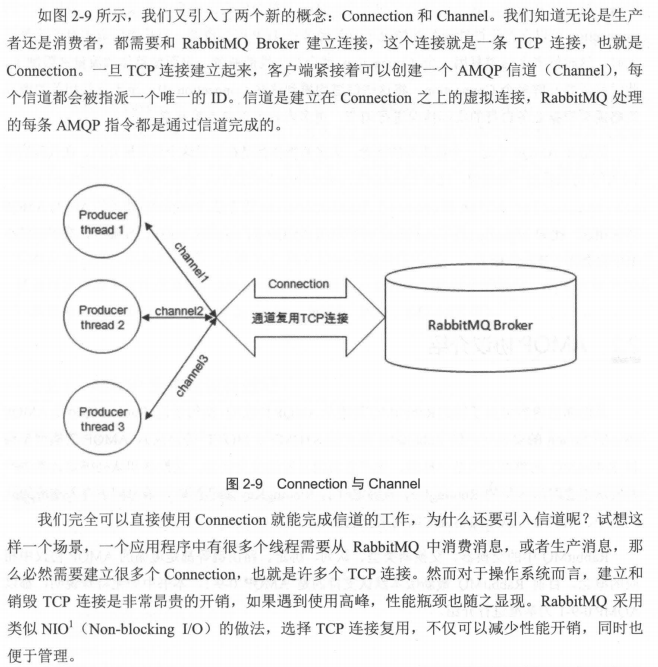 如图 2-9 所示，我们又引入了两个新的概念：Connection 和 Channel。我们知道无论是生产
者还是消费者，都需要和 RabbitMQ Broker 建立连接，这个连接就是一条 TCP 连接，也就是
Connection。一旦 TCP 连接建立起来，客户端紧接着可以创建一个 AMQP 信道（Channel），每
个信道都会被指派一个唯一的 ID。信道是建立在 Connection 之上的虚拟连接，RabbitMQ 处理
的每条 AMQP 指令都是通过信道完成的。
Producer
thread 1
channel1
Producer
thread 2
channel2
Producer
thread 3
channel3
Connection
通道复用TCP连接
RabbitMQ Broker
图 2-9 Connection 与 Channel
我们完全可以直接使用 Connection 就能完成信道的工作，为什么还要引入信道呢？试想这
样一个场景，一个应用程序中有很多个线程需要从 RabbitMQ 中消费消息，或者生产消息，那
么必然需要建立很多个 Connection，也就是许多个 TCP 连接。然而对于操作系统而言，建立和
销毁 TCP 连接是非常昂贵的开销，如果遇到使用高峰，性能瓶颈也随之显现。RabbitMQ 采用
类似 NIO¹（Non-blocking I/O）的做法，选择 TCP 连接复用，不仅可以减少性能开销，同时也
便于管理。